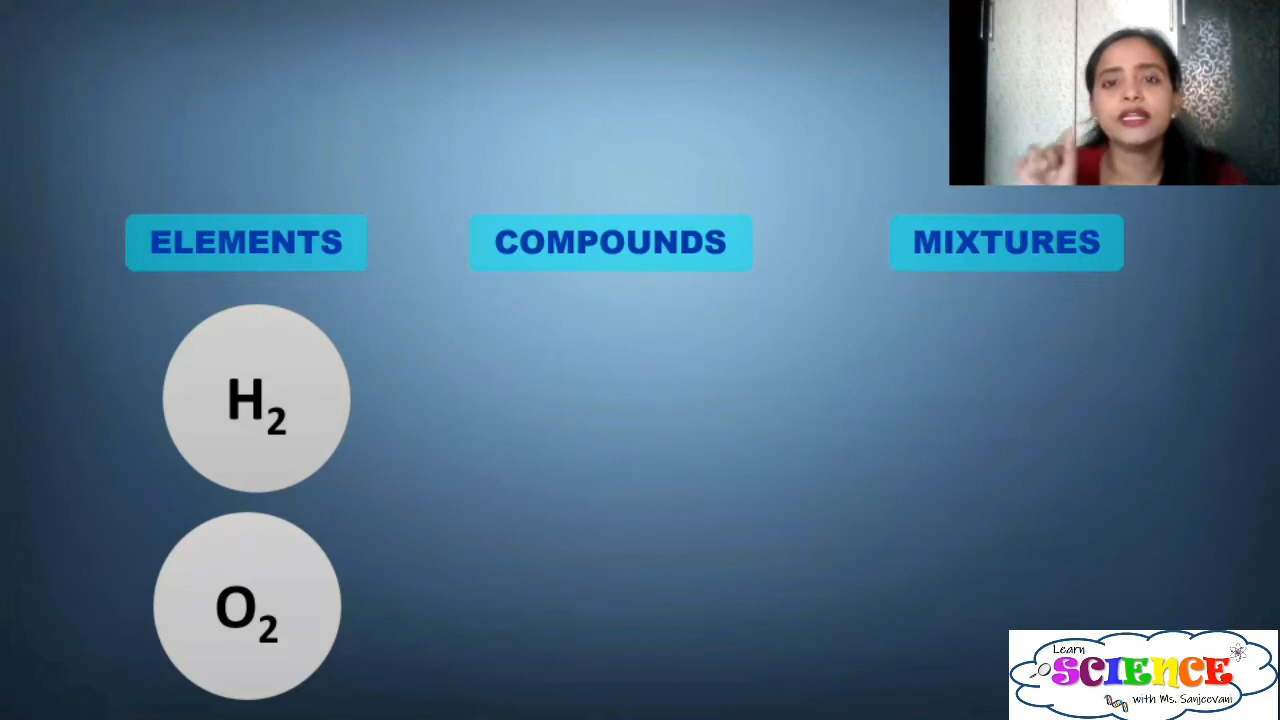 ELEMENTS
COMPOUNDS
MIXTURES
H₂
O₂
Learn
SCIENCE
with Ms. Sanjeevani